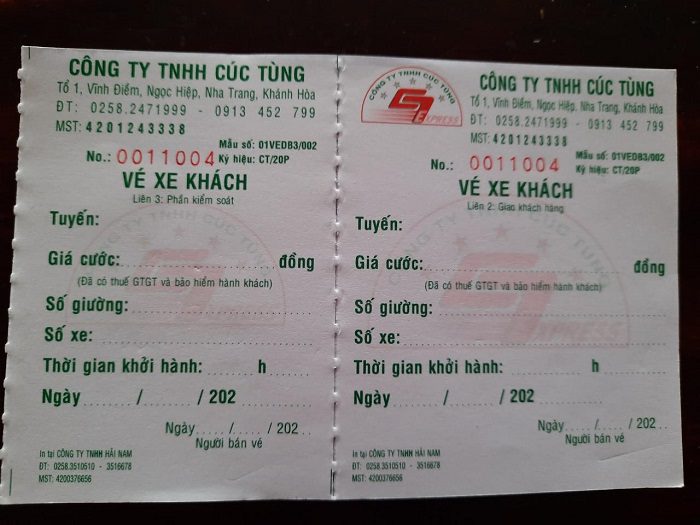 CÔNG TY TNHH CÚC TÙNG
Tổ 1, Vĩnh Điềm, Ngọc Hiệp, Nha Trang, Khánh Hòa
ĐT: 0258.2471999 - 0913 452 799
MST: 4201243338
Mẫu số: 01VEDB3/002
No.: 0011004 Ký hiệu: CT/20P
VÉ XE KHÁCH
Liên 3: Phần kiểm soát
Tuyến:
Giá cước: đồng
(Đã có thuế GTGT và bảo hiểm hành khách)
Số giường:
Số xe:
Thời gian khởi hành: h
Ngày / / 202
Ngày / / 202
Người bán vé
In tại CÔNG TY TNHH HẢI NAM
ĐT: 0258.3510510 - 3516678
MST: 4200376656
CÔNG TY TNHH CÚC TÙNG
CT EXPRESS
CÔNG TY TNHH CÚC TÙNG
Tổ 1, Vĩnh Điềm, Ngọc Hiệp, Nha Trang, Khánh Hòa
ĐT: 0258.2471999 - 0913 452 799
MST: 4201243338
Mẫu số: 01VEDB3/002
No.: 0011004 Ký hiệu: CT/20P
VÉ XE KHÁCH
Liên 2: Giao khách hàng
Tuyến:
Giá cước: đồng
(Đã có thuế GTGT và bảo hiểm hành khách)
Số giường:
Số xe:
Thời gian khởi hành: h
Ngày / / 202
Ngày / / 202
Người bán vé
In tại CÔNG TY TNHH HẢI NAM
ĐT: 0258.3510510 - 3516678
MST: 4200376656